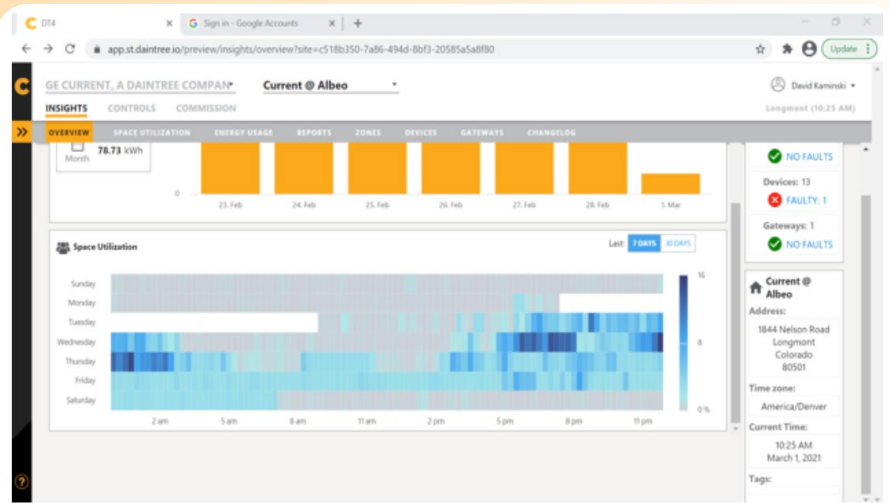 DT4
Sign in - Google Accounts
app.st.daintree.io/preview/insights/overview?site=c518b350-7a86-494d-8bf3-20585a5a8f80
Update
GE CURRENT, A DAINTREE COMPAN
Current @ Albeo
David Kaminski
INSIGHTS CONTROLS COMMISSION
Longmont (10:25 AM)
OVERVIEW SPACE UTILIZATION ENERGY USAGE REPORTS ZONES DEVICES GATEWAYS CHANGELOG
Month
78.73 kWh
0
23. Feb 24. Feb 25. Feb 26. Feb 27. Feb 28. Feb 1. Mar
NO FAULTS
Devices: 13
FAULTY: 1
Gateways: 1
NO FAULTS
Space Utilization
Last: 7 DAYS 30 DAYS
Sunday
Monday
Tuesday
Wednesday
Thursday
Friday
Saturday
16
8
0 %
2 am 5 am 8 am 11 am 2 pm 5 pm 8 pm 11 pm
Current @
Albeo
Address:
1844 Nelson Road
Longmont
Colorado
80501
Time zone:
America/Denver
Current Time:
10:25 AM
March 1, 2021
Tags: